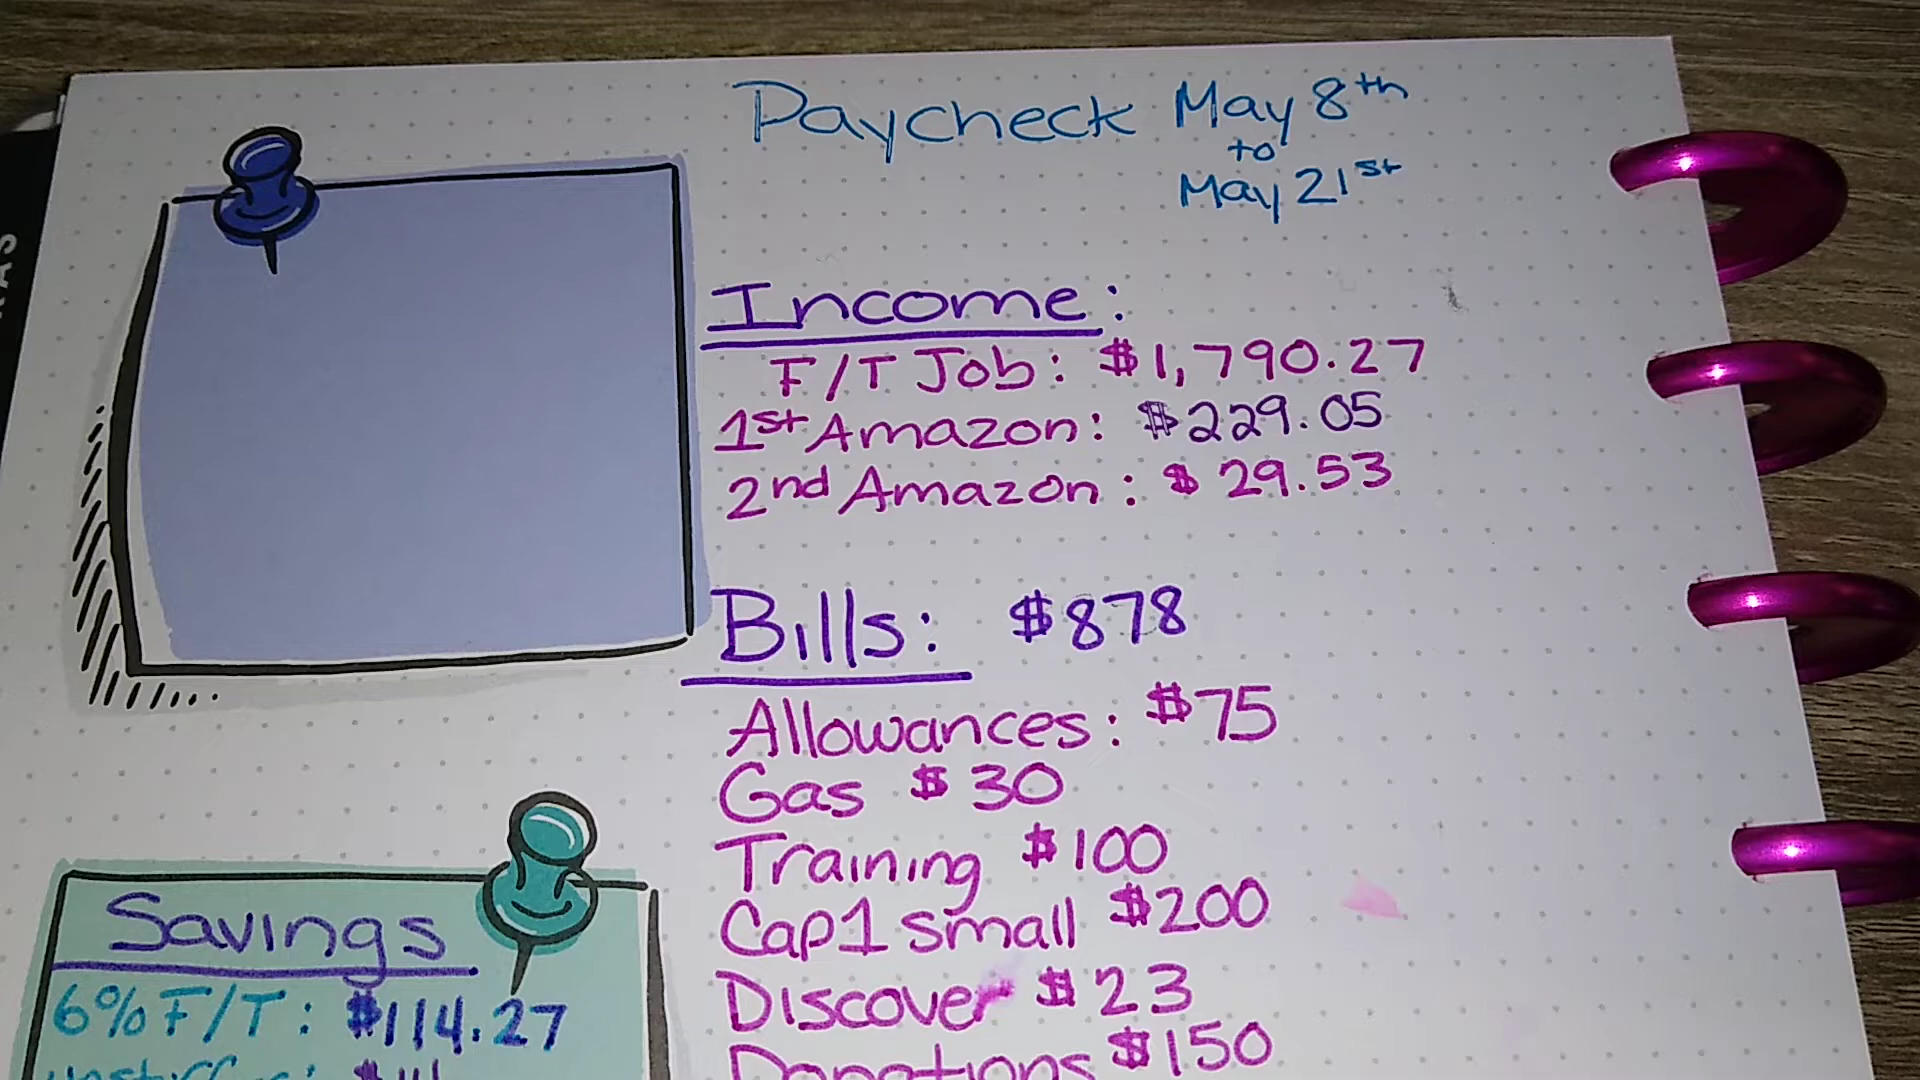 Paycheck May 8th
to
May 21st
Income:
F/T Job: $1,790.27
1st Amazon: $229.05
2nd Amazon: $29.53
Bills: $878
Allowances: $75
Gas $30
Training $100
Cap1 small $200
Discover $23
Donations $150
Savings
6% F/T: $114.27